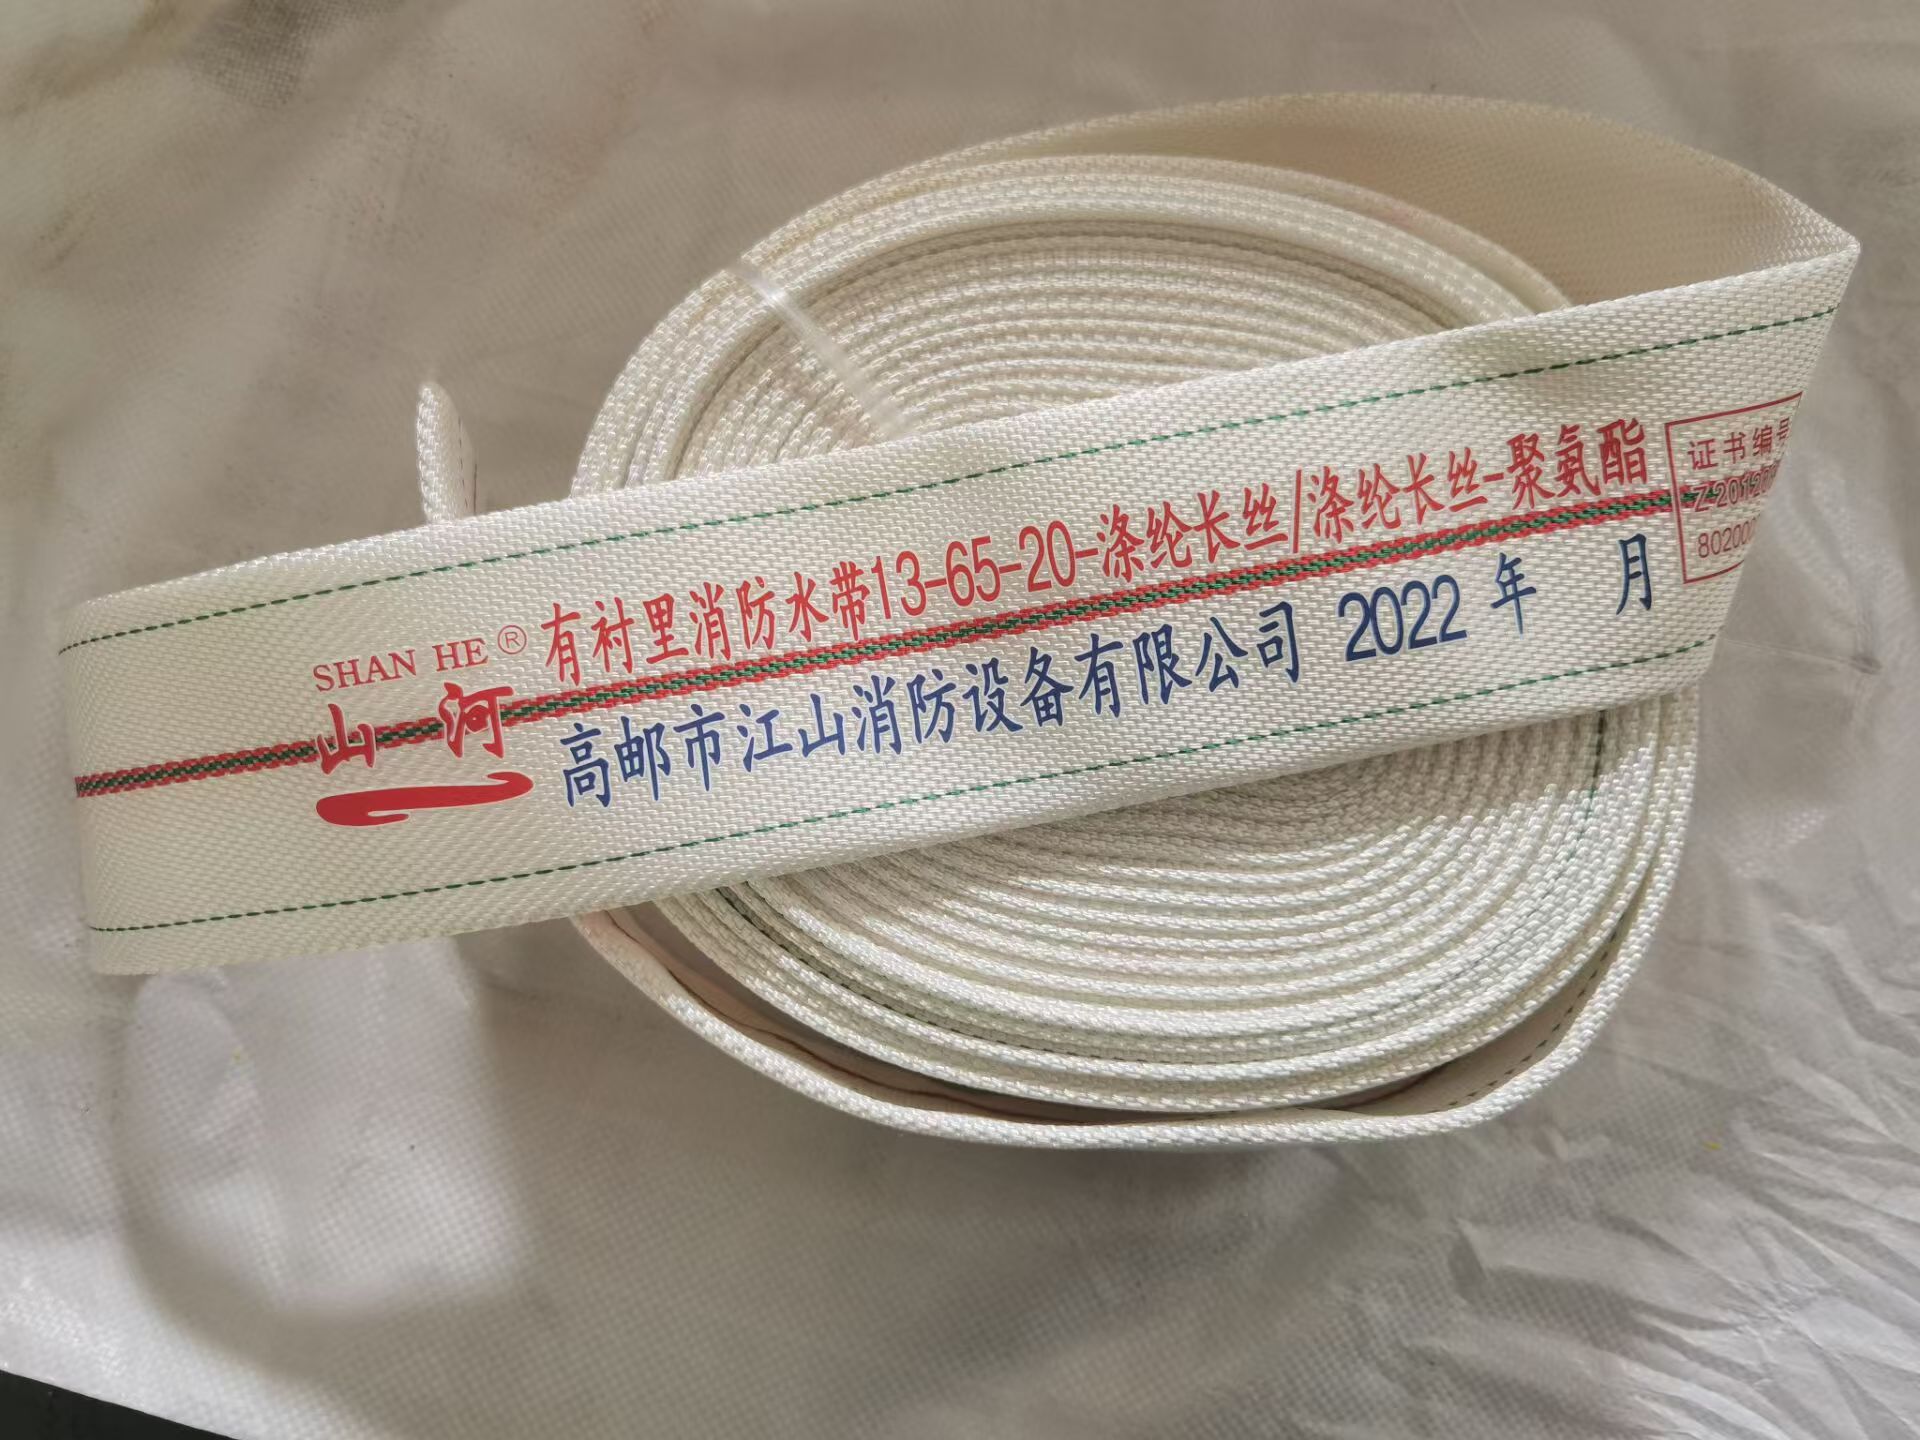 SHAN HE®
山河
有衬里消防水带13-65-20-涤纶长丝/涤纶长丝-聚氨酯
高邮市江山消防设备有限公司 2022 年 月
证书编号